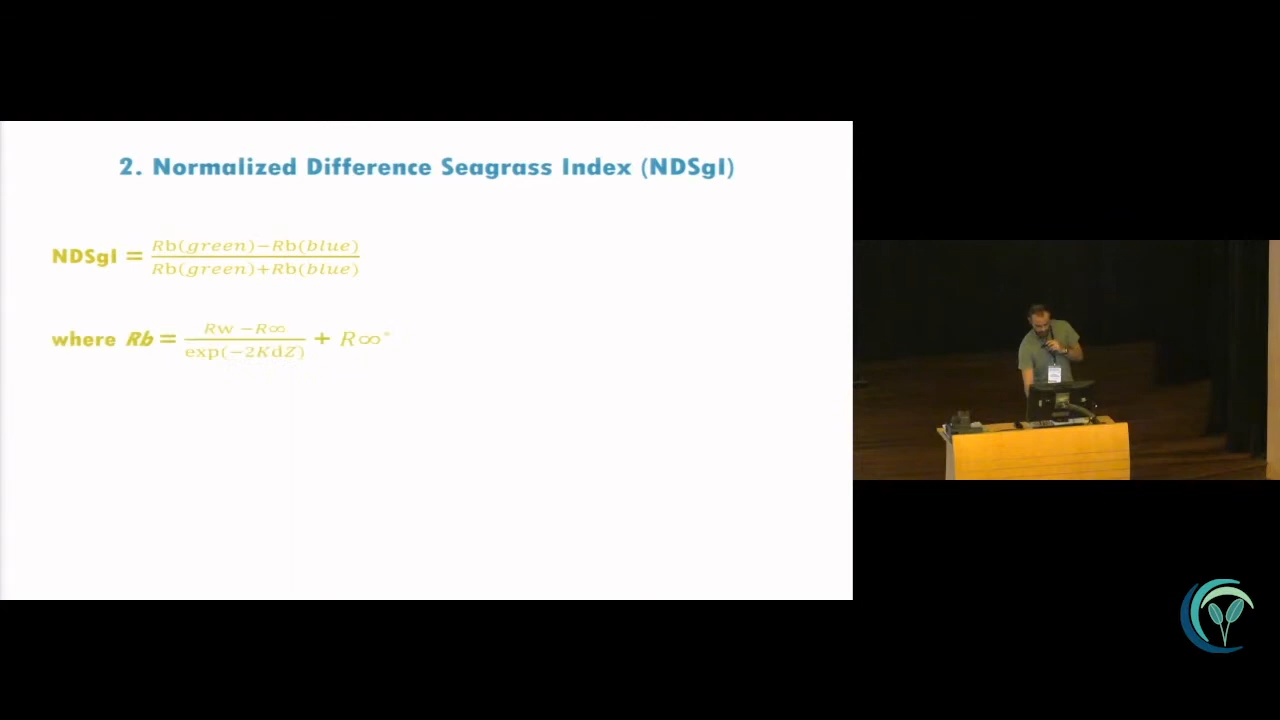 2. Normalized Difference Seagrass Index (NDSgI)
NDSgI = Rb(green)−Rb(blue) / Rb(green)+Rb(blue)
where Rb = Rw −R∞ / exp(−2KdZ) + R∞